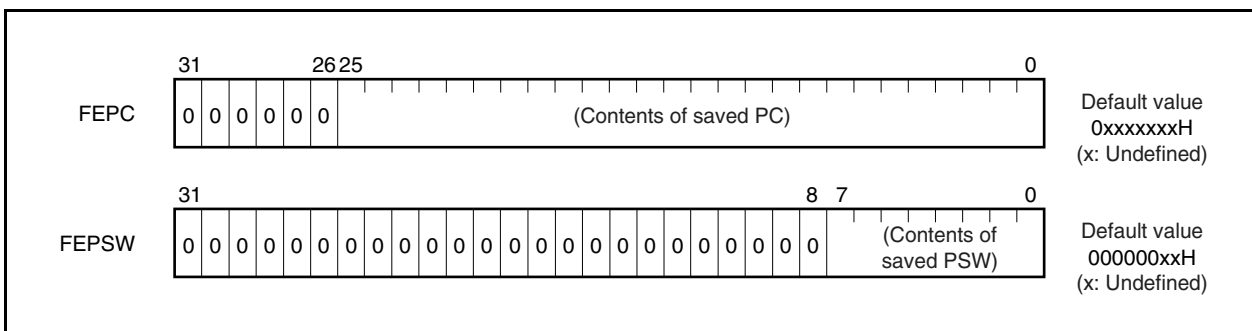 31 26 25 0
FEPC 0 0 0 0 0 0 (Contents of saved PC) Default value
0xxxxxxxH
(x: Undefined)
31 8 7 0
FEPSW 0 0 0 0 0 0 0 0 0 0 0 0 0 0 0 0 0 0 0 0 0 0 0 0 (Contents of Default value
saved PSW) 000000xxH
(x: Undefined)